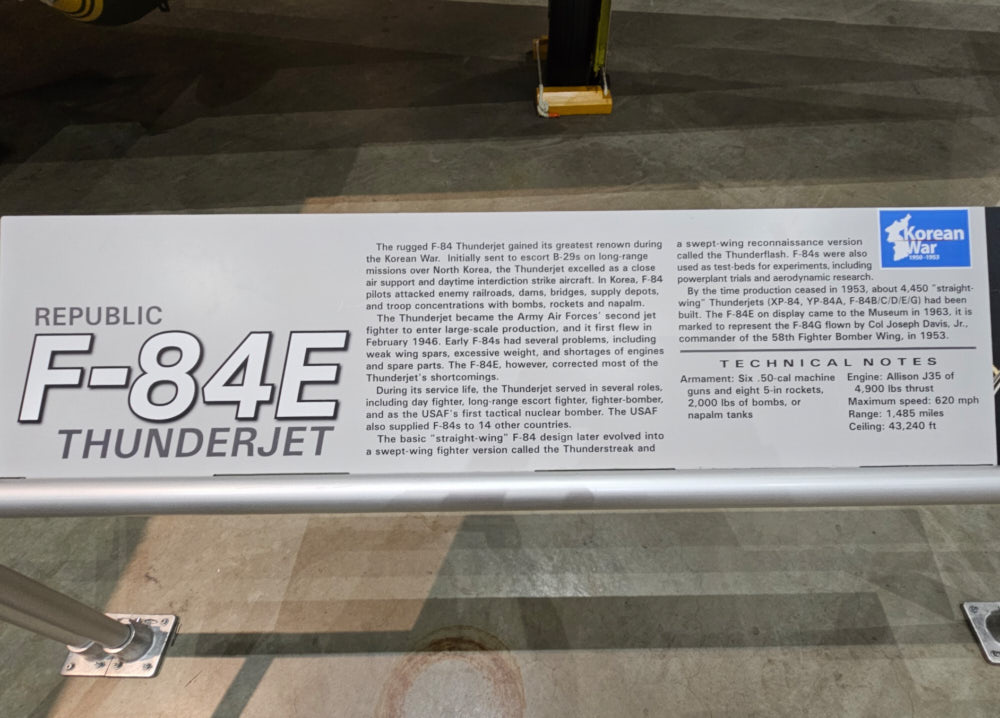 REPUBLIC
F-84E
THUNDERJET
The rugged F-84 Thunderjet gained its greatest renown during
the Korean War. Initially sent to escort B-29s on long-range
missions over North Korea, the Thunderjet excelled as a close
air support and daytime interdiction strike aircraft. In Korea, F-84
pilots attacked enemy railroads, dams, bridges, supply depots,
and troop concentrations with bombs, rockets and napalm.
The Thunderjet became the Army Air Forces' second jet
fighter to enter large-scale production, and it first flew in
February 1946. Early F-84s had several problems, including
weak wing spars, excessive weight, and shortages of engines
and spare parts. The F-84E, however, corrected most of the
Thunderjet's shortcomings.
During its service life, the Thunderjet served in several roles,
including day fighter, long-range escort fighter, fighter-bomber,
and as the USAF's first tactical nuclear bomber. The USAF
also supplied F-84s to 14 other countries.
The basic "straight-wing" F-84 design later evolved into
a swept-wing fighter version called the Thunderstreak and
a swept-wing reconnaissance version
called the Thunderflash. F-84s were also
used as test-beds for experiments, including
powerplant trials and aerodynamic research.
By the time production ceased in 1953, about 4,450 "straight-
wing" Thunderjets (XP-84, YP-84A, F-84B/C/D/E/G) had been
built. The F-84E on display came to the Museum in 1963, it is
marked to represent the F-84G flown by Col Joseph Davis, Jr.,
commander of the 58th Fighter Bomber Wing, in 1953.
Korean
War
1950-1953
TECHNICAL NOTES
Armament: Six .50-cal machine
guns and eight 5-in rockets,
2,000 lbs of bombs, or
napalm tanks
Engine: Allison J35 of
4,900 lbs thrust
Maximum speed: 620 mph
Range: 1,485 miles
Ceiling: 43,240 ft